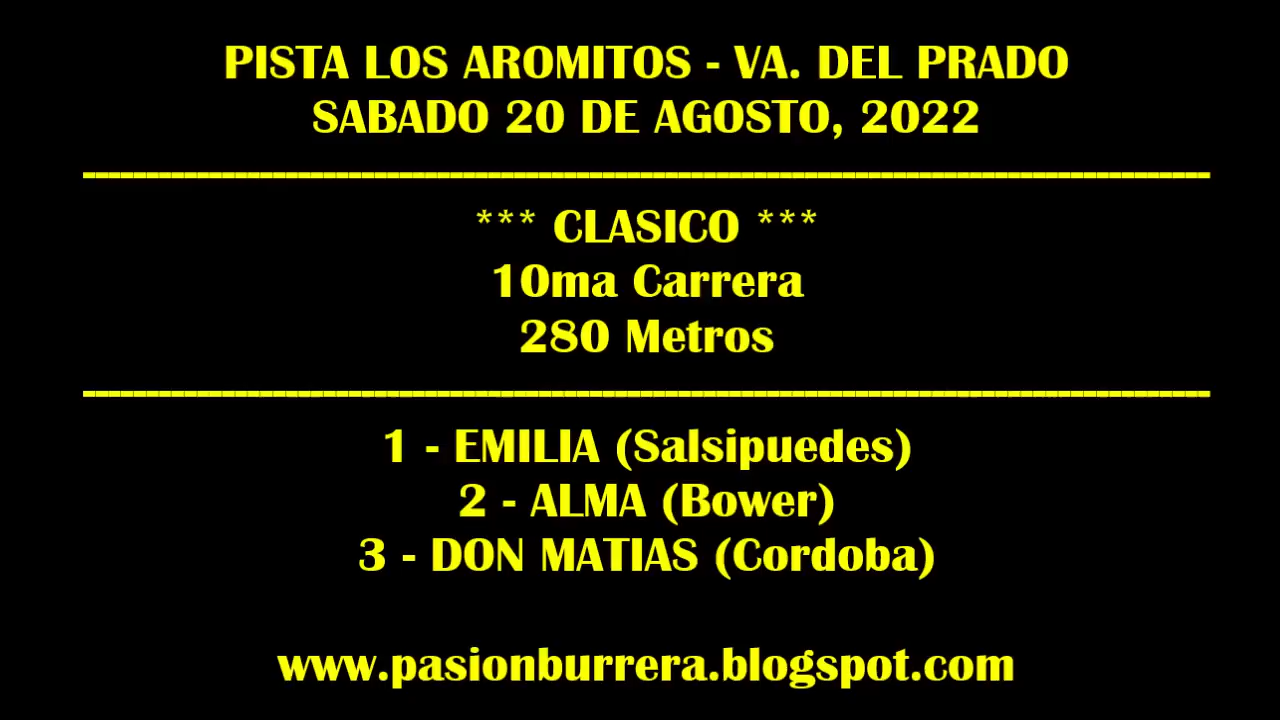 PISTA LOS AROMITOS - VA. DEL PRADO
SABADO 20 DE AGOSTO, 2022
*** CLASICO ***
10ma Carrera
280 Metros
1 - EMILIA (Salsipuedes)
2 - ALMA (Bower)
3 - DON MATIAS (Cordoba)
www.pasionburrera.blogspot.com